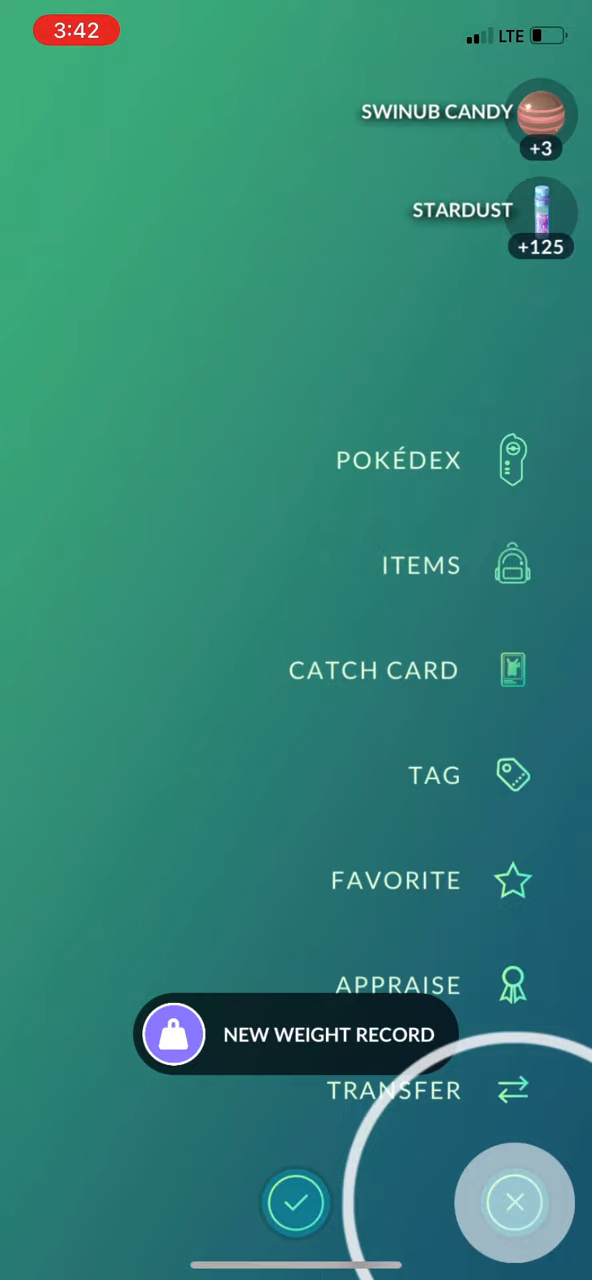 3:42
LTE
SWINUB CANDY
+3
STARDUST
+125
POKÉDEX
ITEMS
CATCH CARD
TAG
FAVORITE
APPRAISE
NEW WEIGHT RECORD
TRANSFER